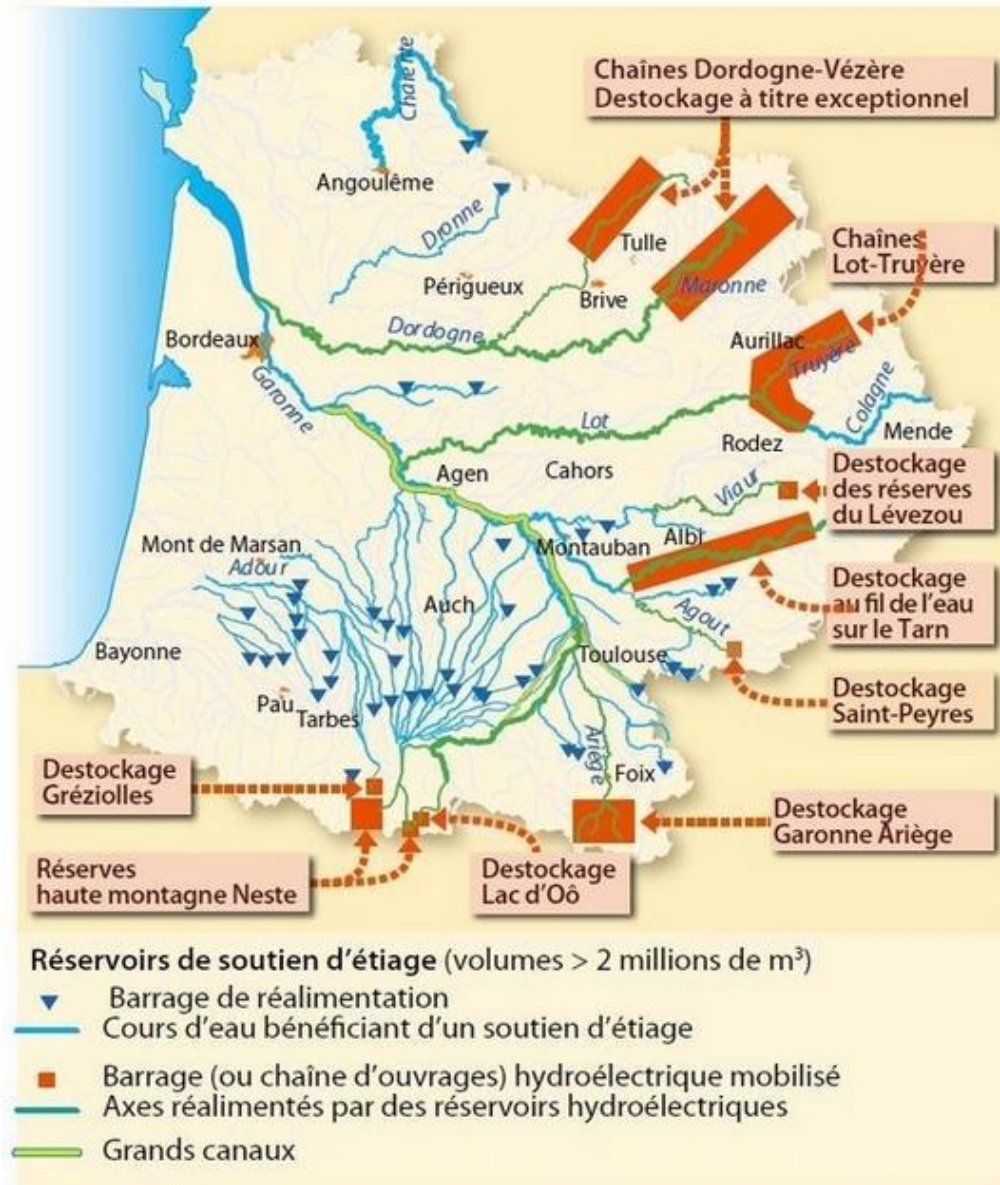 Charente
Chaînes Dordogne-Vézère
Destockage à titre exceptionnel
Angoulême
Dronne
Tulle
Chaînes
Lot-Truyère
Périgueux
Brive
Maronne
Dordogne
Bordeaux
Aurillac
Truyère
Garonne
Colagne
Lot
Mende
Rodez
Agen
Cahors
Destockage
des réserves
du Lévezou
Viaur
Mont de Marsan
Adour
Montauban
Albi
Auch
Agout
Destockage
au fil de l'eau
sur le Tarn
Bayonne
Toulouse
Pau
Tarbes
Destockage
Saint-Peyres
Ariège
Foix
Destockage
Gréziolles
Destockage
Garonne Ariège
Réserves
haute montagne Neste
Destockage
Lac d'Oô
Réservoirs de soutien d'étiage (volumes > 2 millions de m³)
Barrage de réalimentation
Cours d'eau bénéficiant d'un soutien d'étiage
Barrage (ou chaîne d'ouvrages) hydroélectrique mobilisé
Axes réalimentés par des réservoirs hydroélectriques
Grands canaux